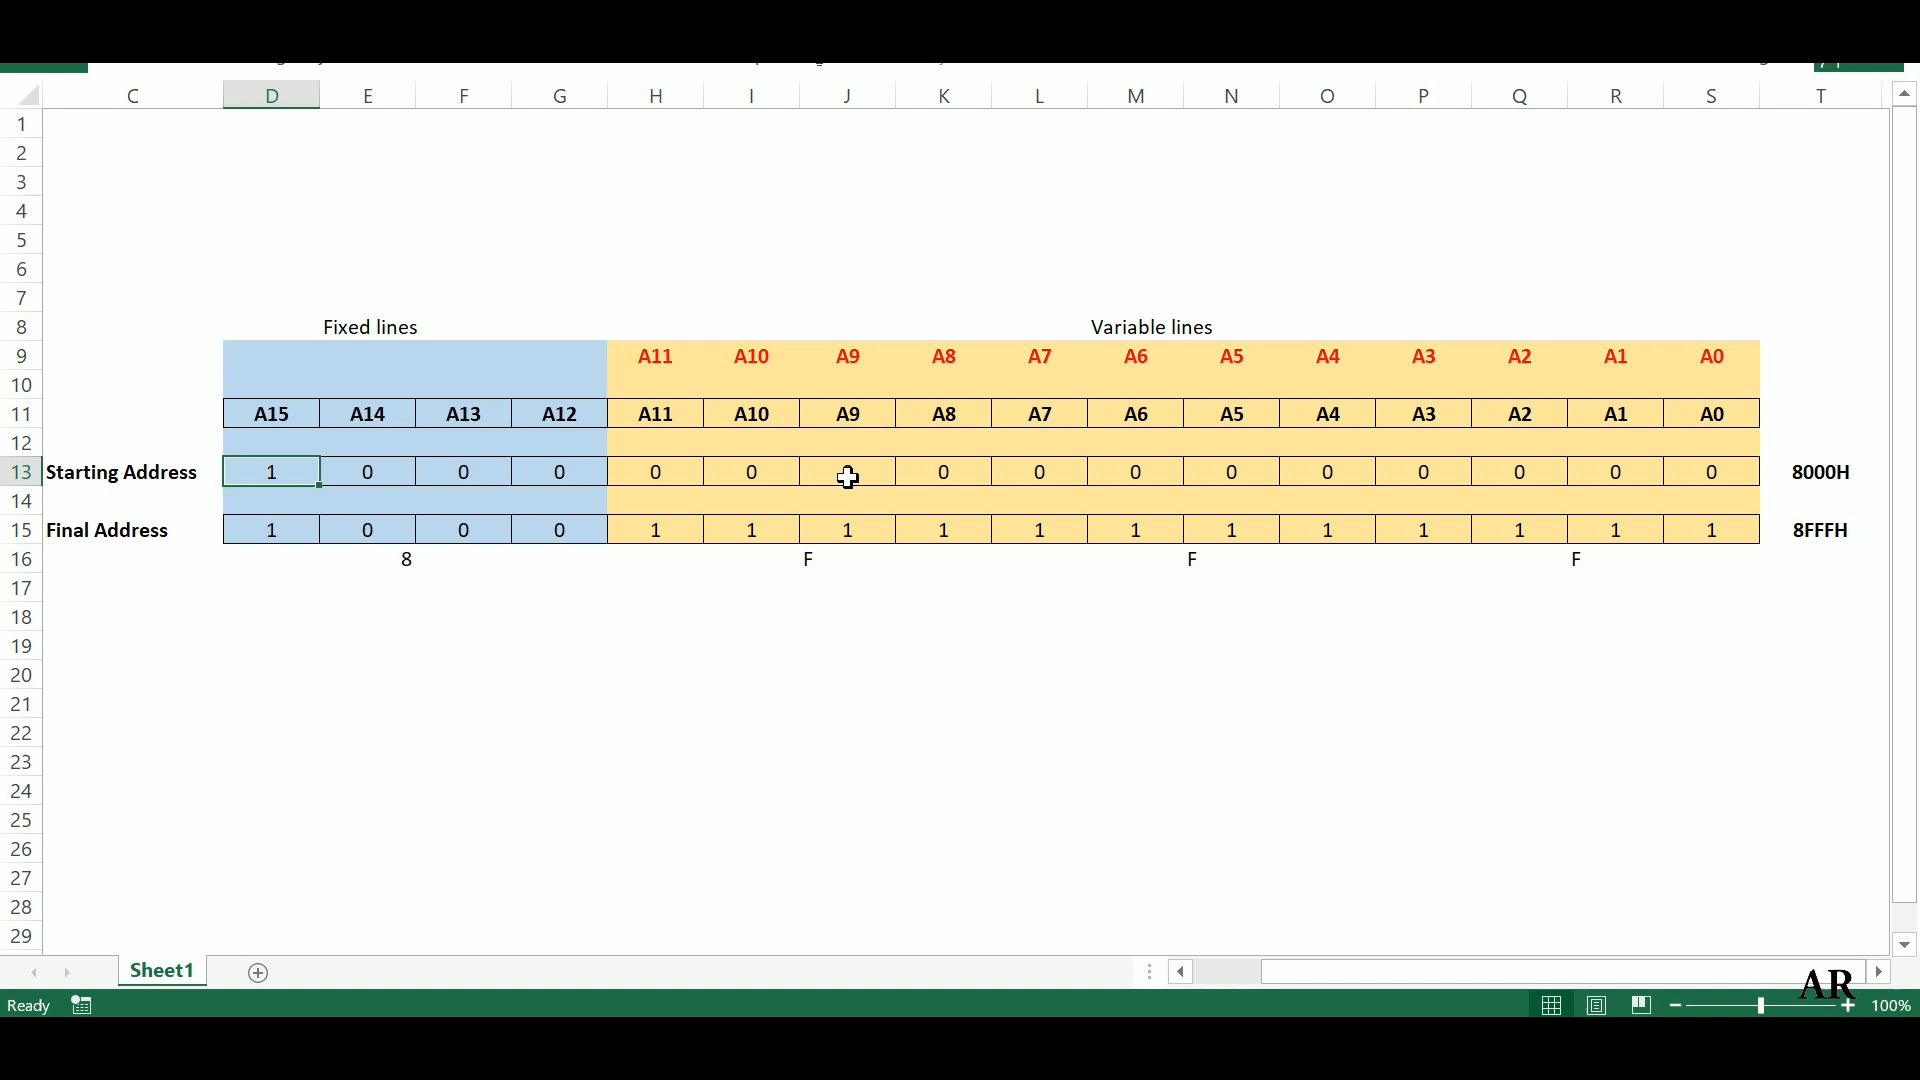 C D E F G H I J K L M N O P Q R S T
1
2
3
4
5
6
7
8 Fixed lines Variable lines
9 A11 A10 A9 A8 A7 A6 A5 A4 A3 A2 A1 A0
10
11 A15 A14 A13 A12 A11 A10 A9 A8 A7 A6 A5 A4 A3 A2 A1 A0
12
13 Starting Address 1 0 0 0 0 0 0 0 0 0 0 0 0 0 0 8000H
14
15 Final Address 1 0 0 0 1 1 1 1 1 1 1 1 1 1 1 1 8FFFH
16 8 F F F
17
18
19
20
21
22
23
24
25
26
27
28
29
Sheet1
AR
Ready 100%